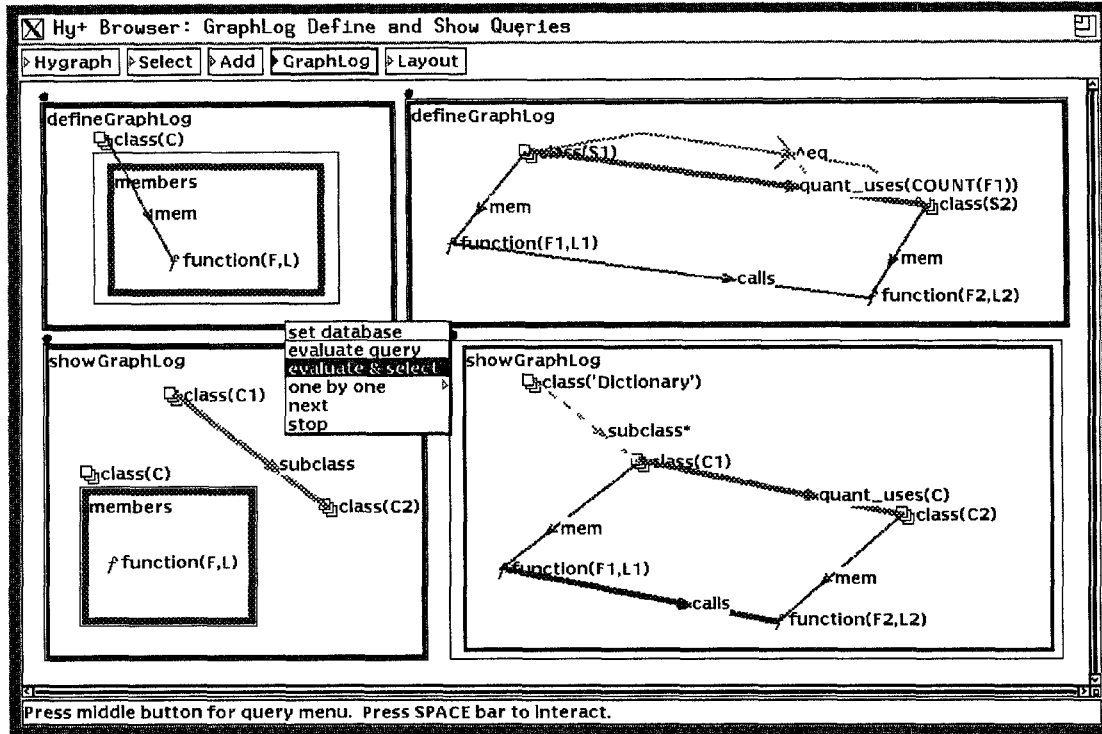 Hy+ Browser: GraphLog Define and Show Queries
Hygraph Select Add GraphLog Layout
defineGraphLog
class(C)
members
mem
function(F,L)
defineGraphLog
class(S1)
^eq
quant_uses(COUNT(F1))
class(S2)
mem
function(F1,L1)
mem
calls
function(F2,L2)
set database
evaluate query
evaluate & select
one by one
next
stop
showGraphLog
class(C1)
subclass
class(C)
class(C2)
members
function(F,L)
showGraphLog
class('Dictionary')
subclass*
class(C1)
quant_uses(C)
class(C2)
mem
function(F1,L1)
mem
calls
function(F2,L2)
Press middle button for query menu. Press SPACE bar to interact.